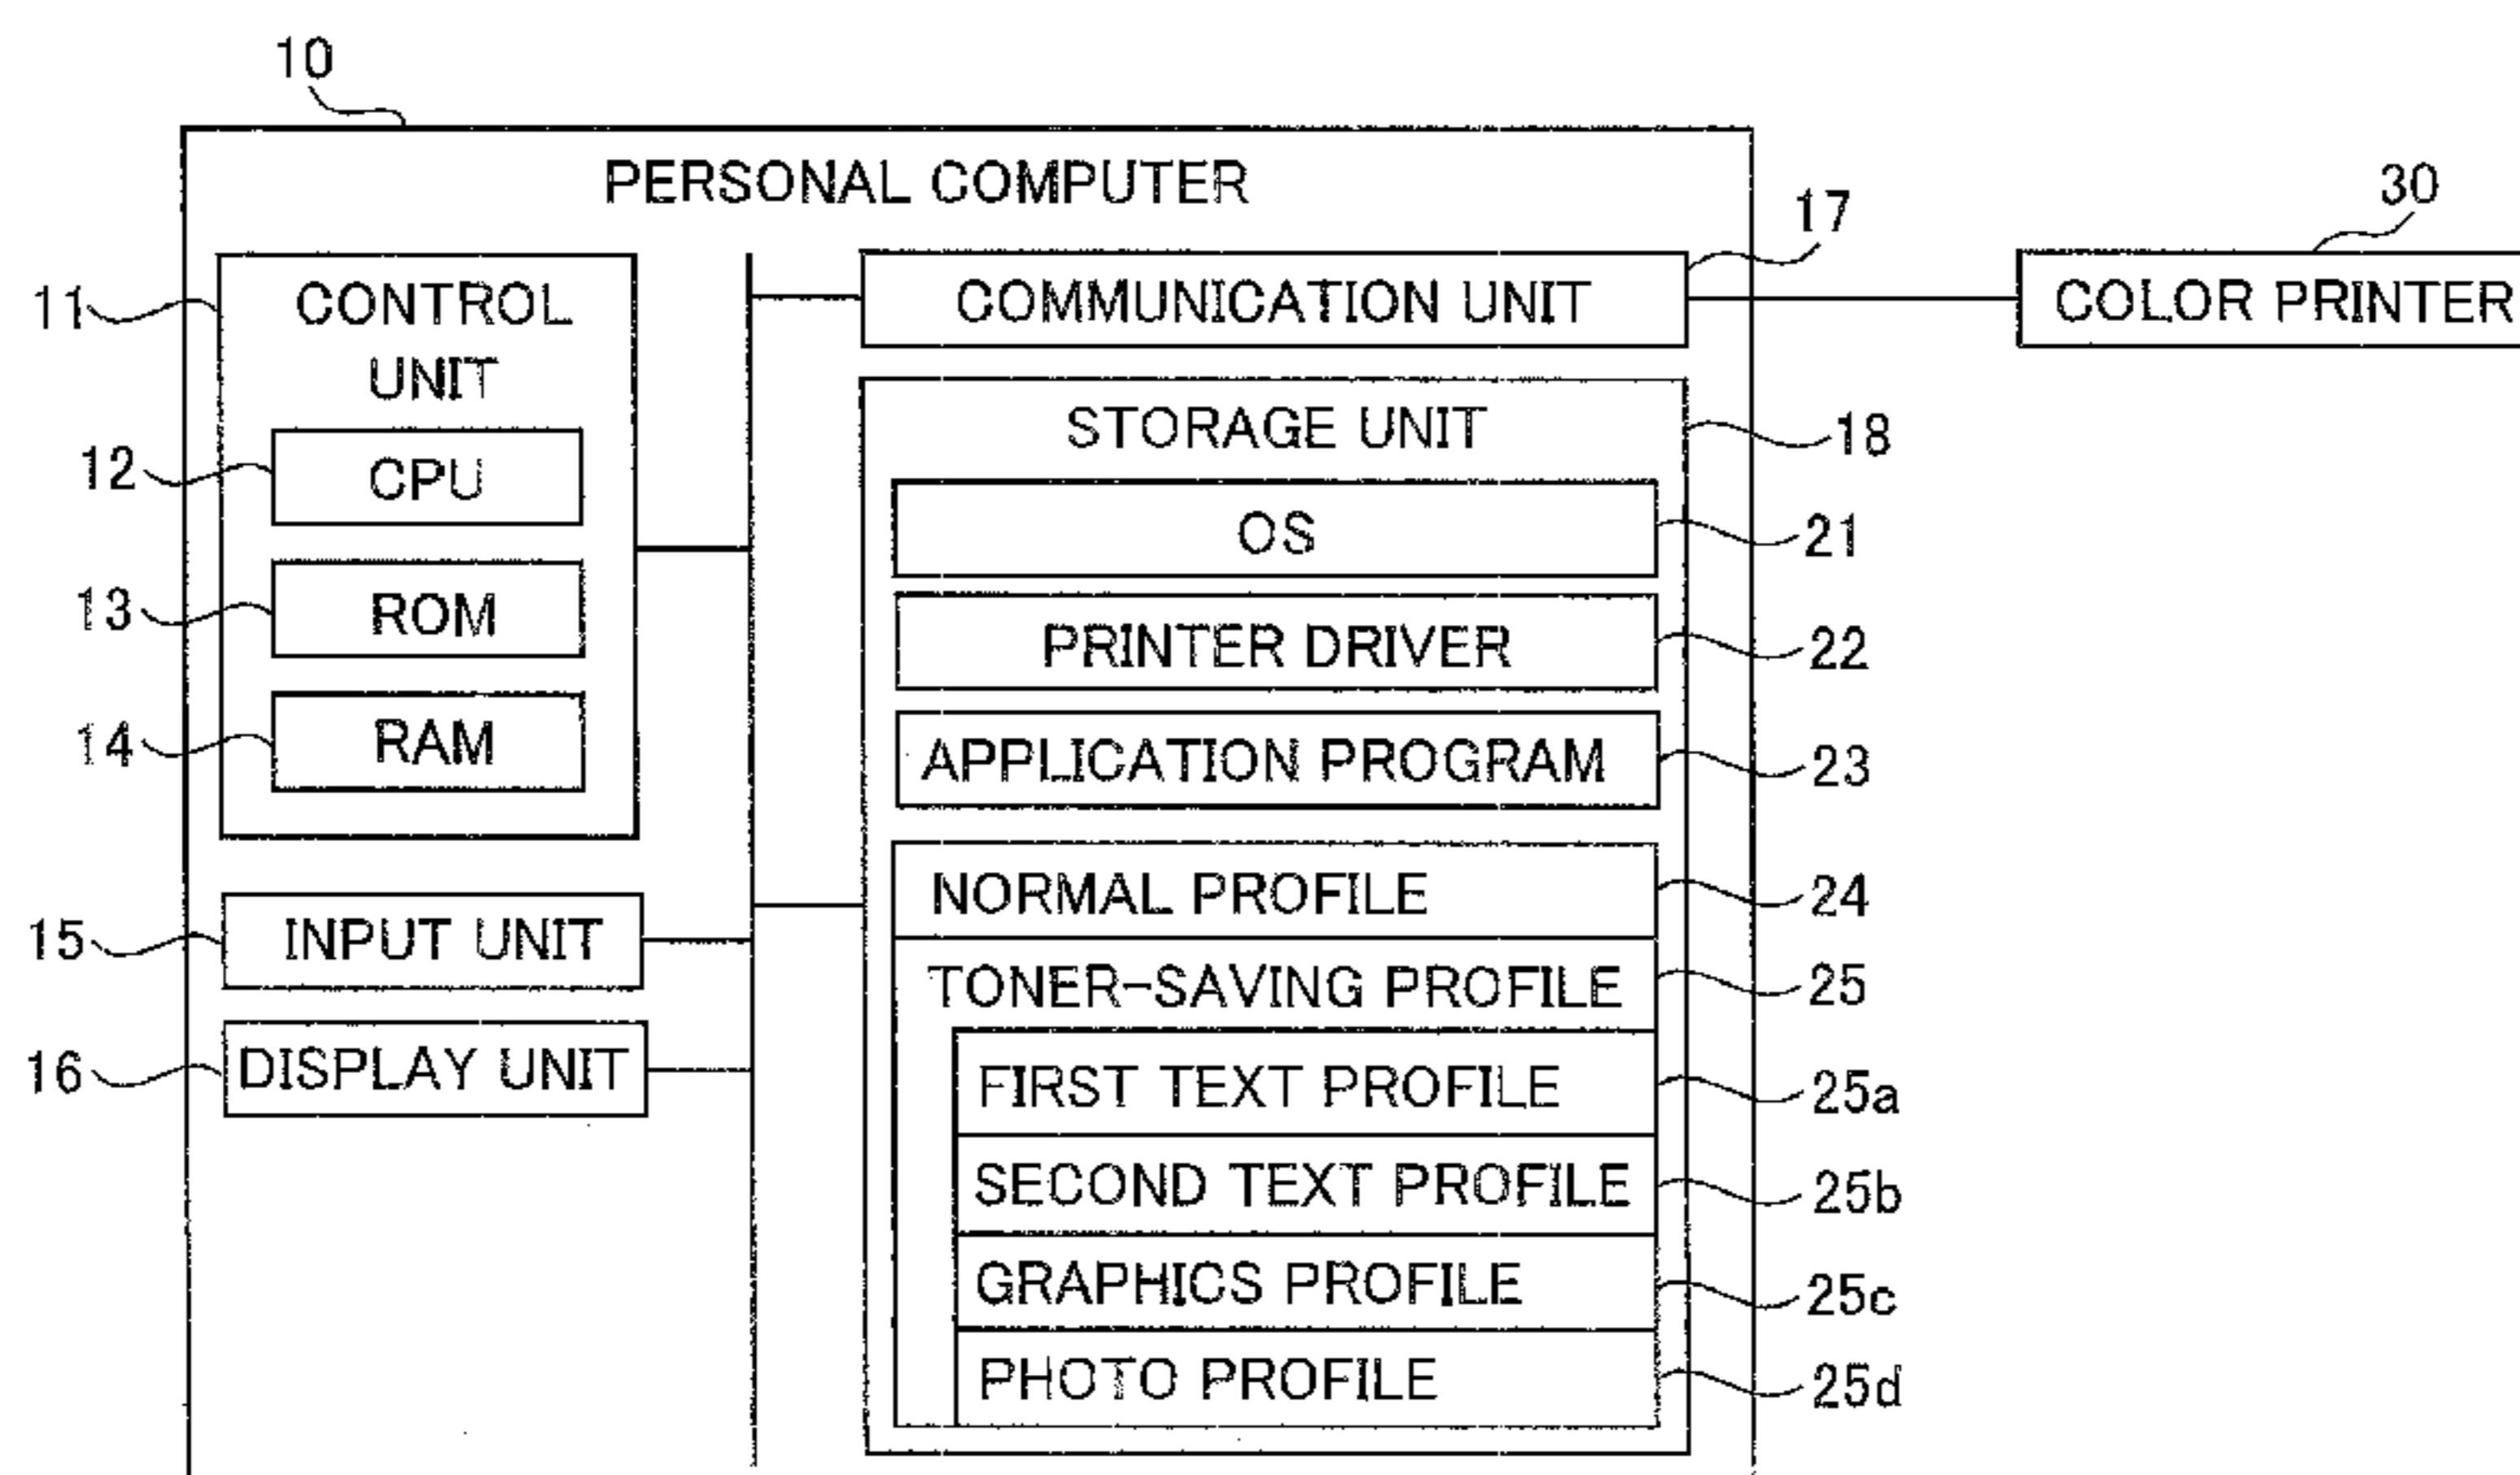 10
PERSONAL COMPUTER
17
30
11
CONTROL
UNIT
COMMUNICATION UNIT
COLOR PRINTER
12
CPU
13
ROM
14
RAM
STORAGE UNIT
18
OS
21
PRINTER DRIVER
22
APPLICATION PROGRAM
23
NORMAL PROFILE
24
15
INPUT UNIT
TONER-SAVING PROFILE
25
16
DISPLAY UNIT
FIRST TEXT PROFILE
25a
SECOND TEXT PROFILE
25b
GRAPHICS PROFILE
25c
PHOTO PROFILE
25d